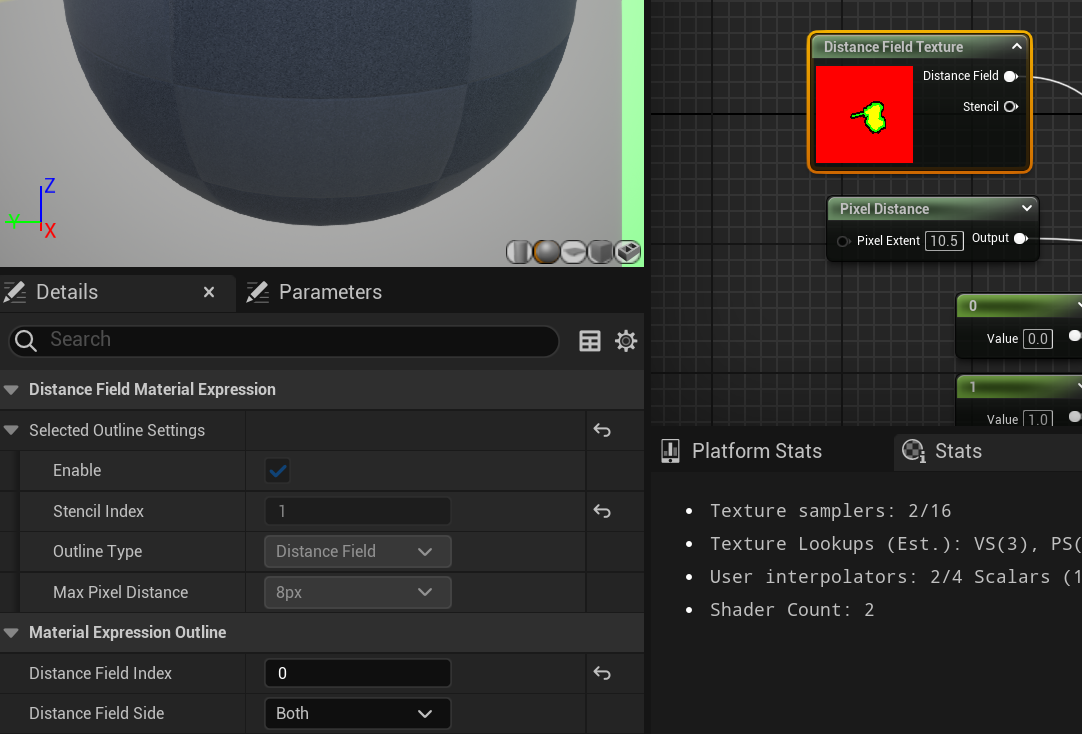 Z
Y
X
Distance Field Texture
Distance Field
Stencil
Pixel Distance
Pixel Extent 10.5 Output
0
Value 0.0
1
Value 1.0
Details
Parameters
Search
Distance Field Material Expression
Selected Outline Settings
Enable
Stencil Index 1
Outline Type Distance Field
Max Pixel Distance 8px
Material Expression Outline
Distance Field Index 0
Distance Field Side Both
Platform Stats
Stats
Texture samplers: 2/16
Texture Lookups (Est.): VS(3), PS(
User interpolators: 2/4 Scalars (1
Shader Count: 2